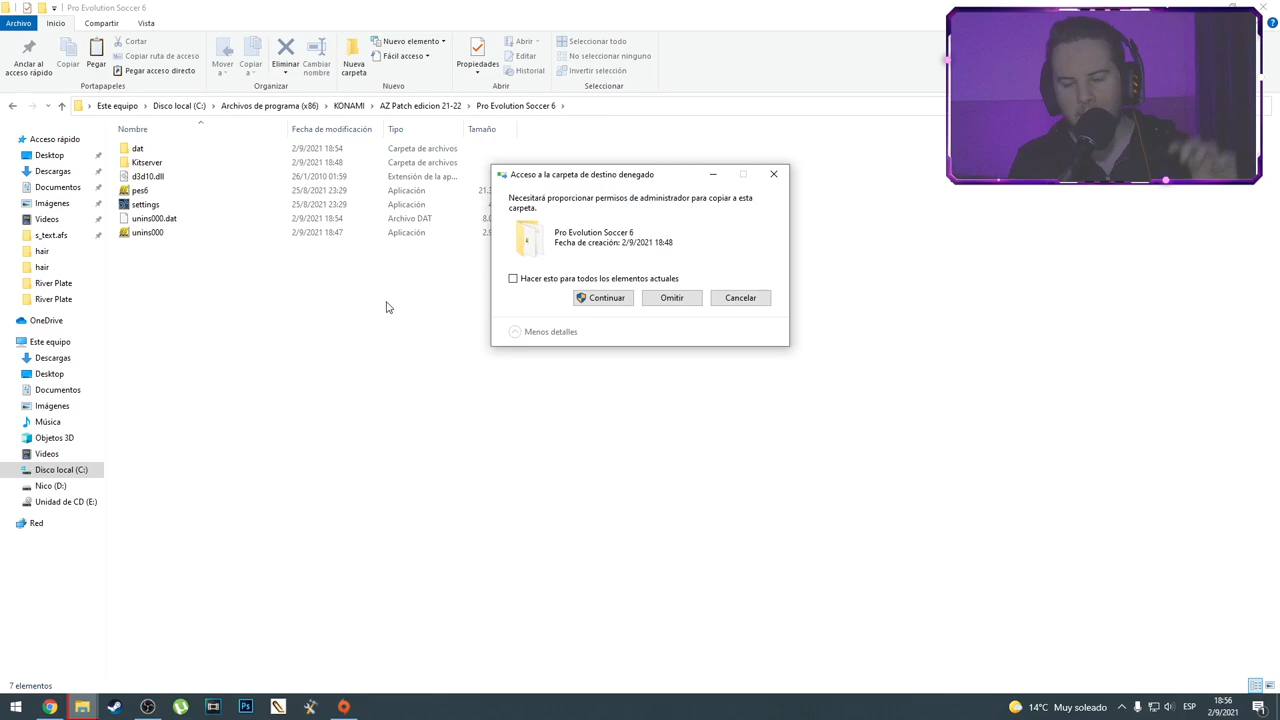 Pro Evolution Soccer 6
Archivo Inicio Compartir Vista
Anclar al acceso rápido
Copiar
Pegar
Cortar
Copiar ruta de acceso
Pegar acceso directo
Mover a
Copiar a
Eliminar
Cambiar nombre
Nueva carpeta
Nuevo elemento
Fácil acceso
Propiedades
Abrir
Editar
Historial
Seleccionar todo
No seleccionar ninguno
Invertir selección
Portapapeles Organizar Nuevo Abrir Seleccionar
Este equipo > Disco local (C:) > Archivos de programa (x86) > KONAMI > AZ Patch edicion 21-22 > Pro Evolution Soccer 6 >
Nombre Fecha de modificación Tipo Tamaño
dat 2/9/2021 18:54 Carpeta de archivos
Kitserver 2/9/2021 18:48 Carpeta de archivos
d3d10.dll 26/1/2010 01:59 Extensión de la ap...
pes6 25/8/2021 23:29 Aplicación 21.
settings 25/8/2021 23:29 Aplicación
unins000.dat 2/9/2021 18:54 Archivo DAT
unins000 2/9/2021 18:47 Aplicación
Acceso rápido
Desktop
Descargas
Documentos
Imágenes
Videos
s_text.afs
hair
hair
River Plate
River Plate
OneDrive
Este equipo
Descargas
Desktop
Documentos
Imágenes
Música
Objetos 3D
Videos
Disco local (C:)
Nico (D:)
Unidad de CD (E:)
Red
Acceso a la carpeta de destino denegado
Necesitará proporcionar permisos de administrador para copiar a esta
carpeta.
Pro Evolution Soccer 6
Fecha de creación: 2/9/2021 18:48
Hacer esto para todos los elementos actuales
Continuar Omitir Cancelar
Menos detalles
7 elementos
Ps
14°C Muy soleado ESP 18:56
2/9/2021